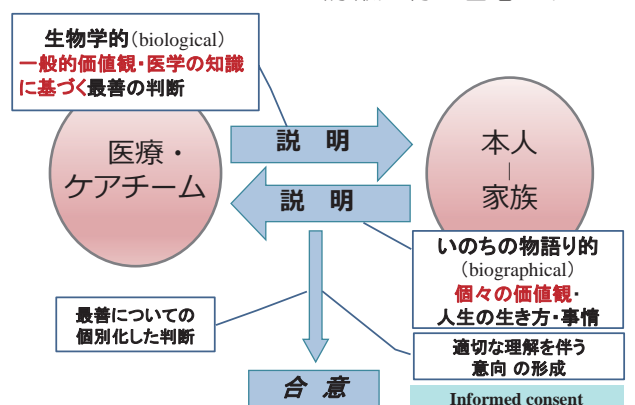 生物学的(biological)
一般的価値観・医学の知識
に基づく最善の判断
医療・
ケアチーム
説 明
本人
|
家族
説 明
いのちの物語り的
(biographical)
個々の価値観・
人生の生き方・事情
最善についての
個別化した判断
適切な理解を伴う
意向 の形成
合 意
Informed consent